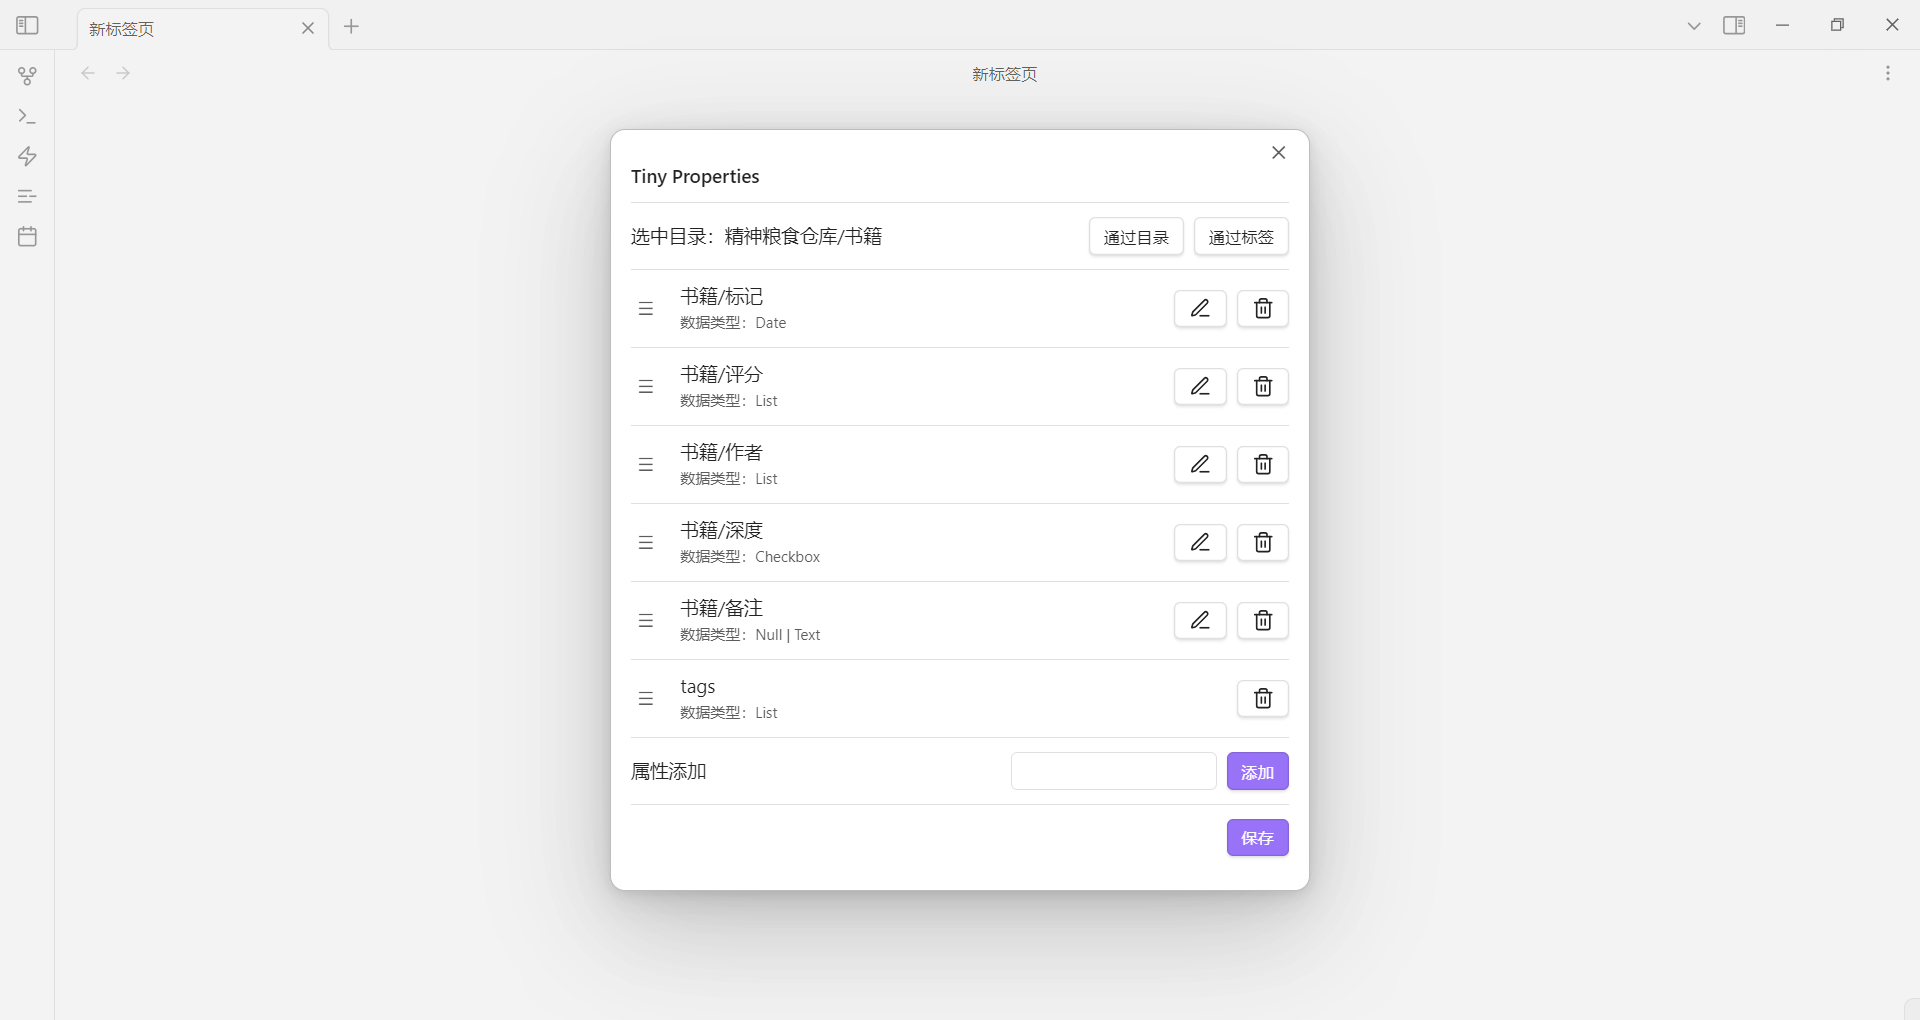 新标签页
新标签页
Tiny Properties
选中目录：精神粮食仓库/书籍
通过目录
通过标签
书籍/标记
数据类型：Date
书籍/评分
数据类型：List
书籍/作者
数据类型：List
书籍/深度
数据类型：Checkbox
书籍/备注
数据类型：Null | Text
tags
数据类型：List
属性添加
添加
保存